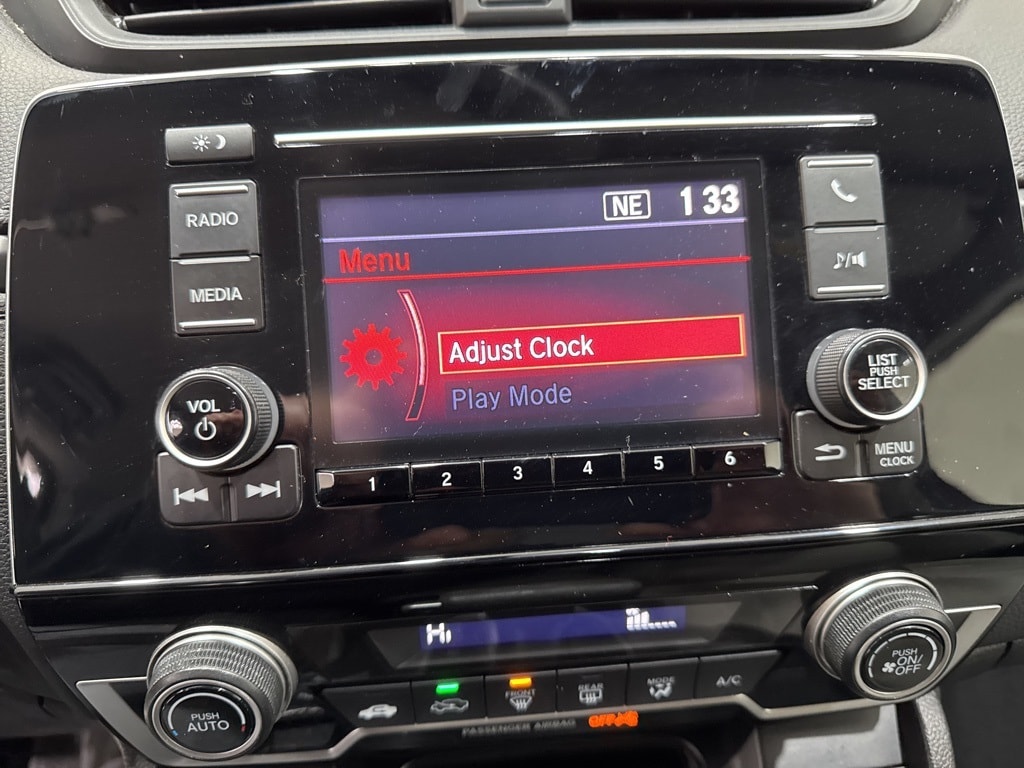 RADIO
MEDIA
NE 1 33
Menu
Adjust Clock
Play Mode
VOL
LIST
PUSH
SELECT
MENU
CLOCK
1 2 3 4 5 6
Hi
PUSH
AUTO
FRONT
REAR
MODE
A/C
PUSH
ON/
OFF
PASSENGER AIRBAG OFF